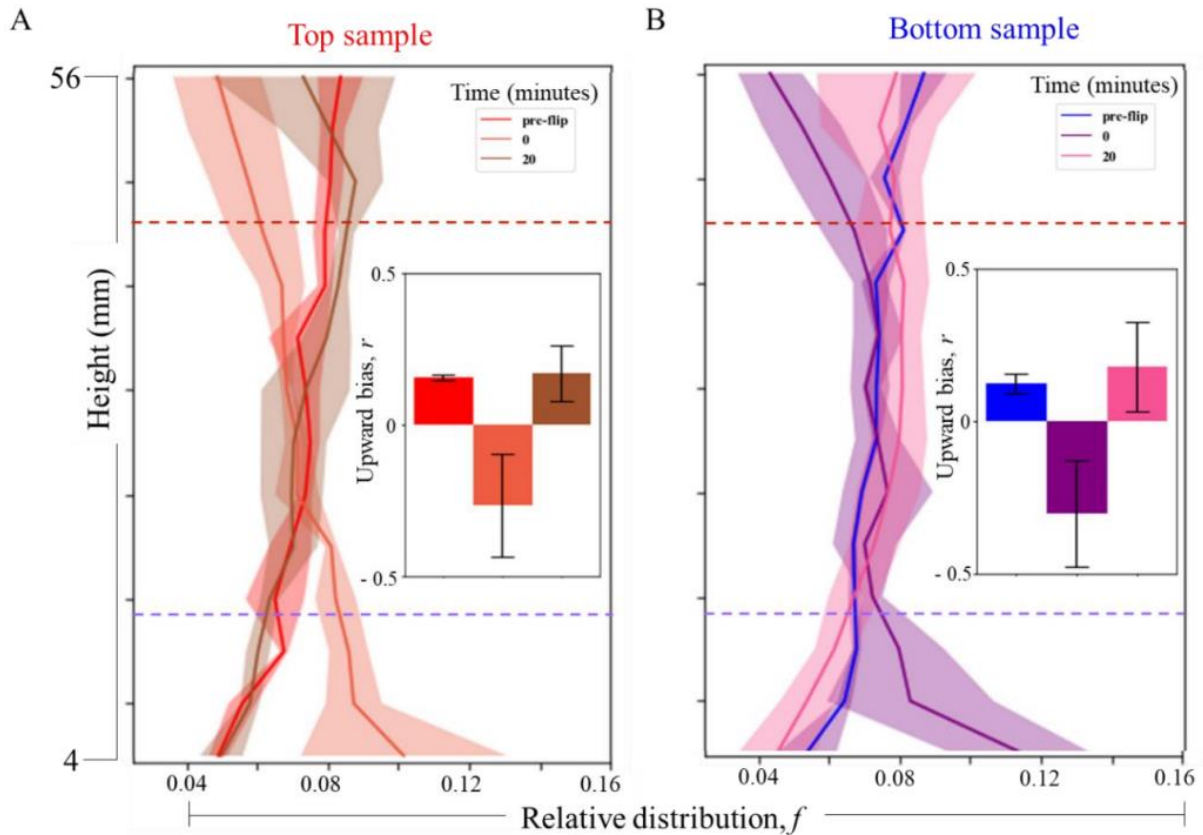 A
Top sample
B
Bottom sample
56
Time (minutes)
pre-flip
0
20
Time (minutes)
pre-flip
0
20
Height (mm)
0.5
Upward bias, r
0
- 0.5
0.5
Upward bias, r
0
- 0.5
4
0.04
0.08
0.12
0.04
0.08
0.12
0.16
Relative distribution, f